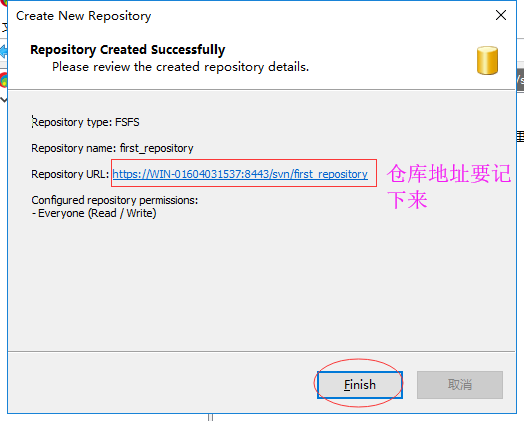 Create New Repository
Repository Created Successfully
Please review the created repository details.
Repository type: FSFS
Repository name: first_repository
Repository URL: https://WIN-01604031537:8443/svn/first_repository
仓库地址要记
下来
Configured repository permissions:
- Everyone (Read / Write)
Finish
取消